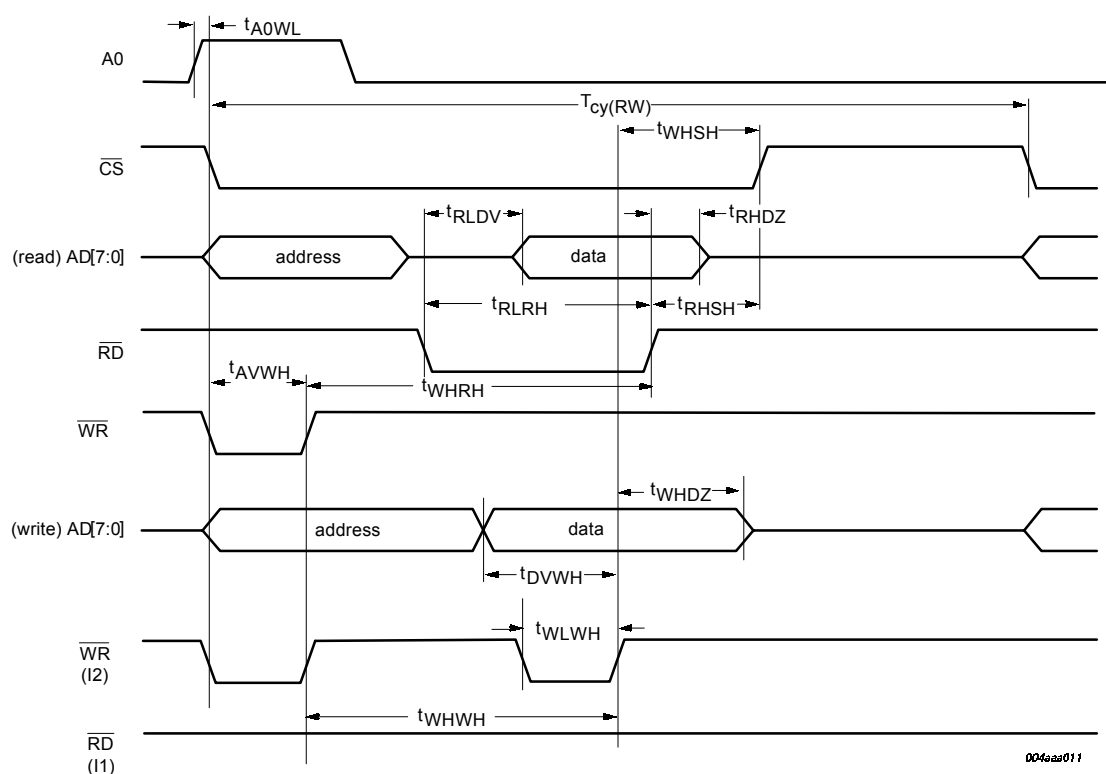 tA0WL
A0
Tcy(RW)
tWHSH
CS
tRLDV
tRHDZ
(read) AD[7:0]
address
data
tRLRH
tRHSH
RD
tAVWH
tWHRH
WR
tWHDZ
(write) AD[7:0]
address
data
tDVWH
tWLWH
WR
(I2)
tWHWH
RD
(I1)
004aaa011